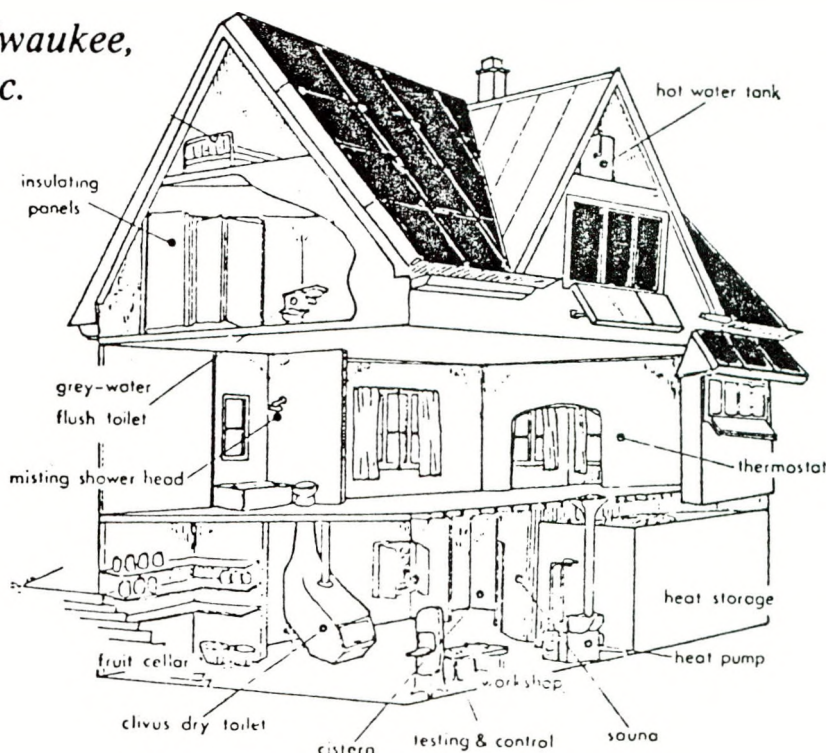 waukee,
c.
hot water tank
insulating
panels
grey-water
flush toilet
misting shower head
thermostat
heat storage
fruit cellar
heat pump
workshop
clivus dry toilet
cistern
testing & control
sauna